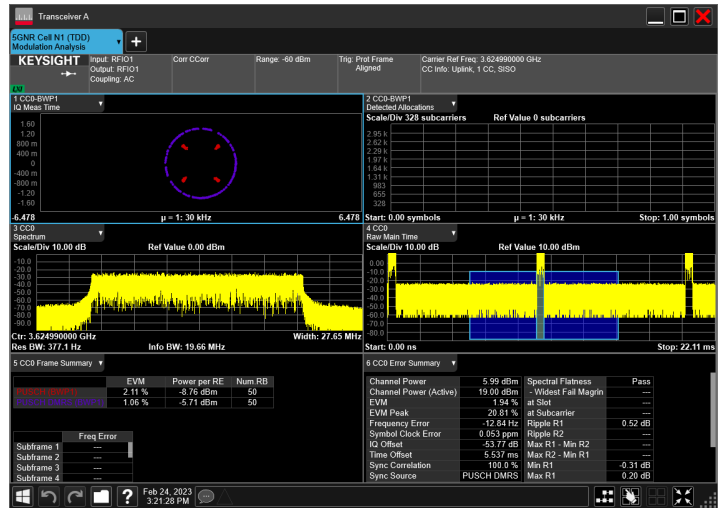 Transceiver A
5GNR Cell N1 (TDD)
Modulation Analysis
KEYSIGHT
Input: RFIO1
Output: RFIO1
Coupling: AC
Corr CCorr
Range: -60 dBm
Trig: Prot Frame
Aligned
Carrier Ref Freq: 3.624990000 GHz
CC Info: Uplink, 1 CC, SISO
LXI
1 CC0-BWP1
IQ Meas Time
1.60
1.20
800 m
400 m
0
-400 m
-800 m
-1.20
-1.60
-6.478
µ = 1: 30 kHz
6.478
2 CC0-BWP1
Detected Allocations
Scale/Div 328 subcarriers
Ref Value 0 subcarriers
2.95 k
2.62 k
2.29 k
1.97 k
1.64 k
1.31 k
983
655
328
Start: 0.00 symbols
µ = 1: 30 kHz
Stop: 1.00 symbols
3 CC0
Spectrum
Scale/Div 10.00 dB
Ref Value 0.00 dBm
-10.0
-20.0
-30.0
-40.0
-50.0
-60.0
-70.0
-80.0
-90.0
Ctr: 3.624990000 GHz
Width: 27.65 MHz
Res BW: 377.1 Hz
Info BW: 19.66 MHz
4 CC0
Raw Main Time
Scale/Div 10.00 dB
Ref Value 10.00 dBm
0.00
-10.0
-20.0
-30.0
-40.0
-50.0
-60.0
-70.0
-80.0
Start: 0.00 ns
Stop: 22.11 ms
5 CC0 Frame Summary
EVM Power per RE Num.RB
2.11 % -8.76 dBm 50
1.06 % -5.71 dBm 50
Freq Error
Subframe 1 ---
Subframe 2 ---
Subframe 3 ---
Subframe 4 ---
6 CC0 Error Summary
Channel Power 5.99 dBm Spectral Flatness Pass
Channel Power (Active) 19.00 dBm - Widest Fail Magrin ---
EVM 1.94 % at Slot ---
EVM Peak 20.81 % at Subcarrier ---
Frequency Error -12.84 Hz Ripple R1 0.52 dB
Symbol Clock Error 0.053 ppm Ripple R2 ---
IQ Offset -53.77 dB Max R1 - Min R2 ---
Time Offset 5.537 ms Max R2 - Min R1 ---
Sync Correlation 100.0 % Min R1 -0.31 dB
Sync Source PUSCH DMRS Max R1 0.20 dB
Feb 24, 2023
3:21:28 PM